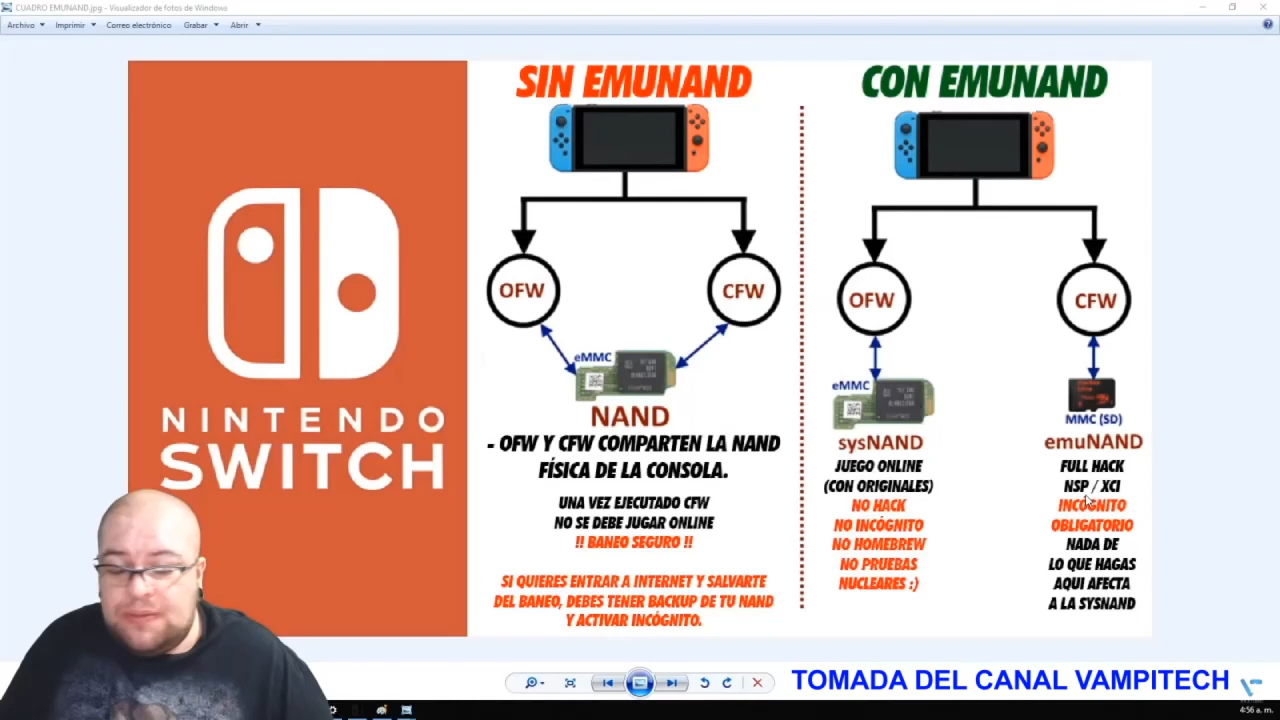 CUADRO EMUNAND.jpg - Visualizador de fotos de Windows
Archivo Imprimir Correo electrónico Grabar Abrir
NINTENDO
SWITCH
SIN EMUNAND
OFW
CFW
eMMC
NAND
- OFW Y CFW COMPARTEN LA NAND
FÍSICA DE LA CONSOLA.
UNA VEZ EJECUTADO CFW
NO SE DEBE JUGAR ONLINE
!! BANEO SEGURO !!
SI QUIERES ENTRAR A INTERNET Y SALVARTE
DEL BANEO, DEBES TENER BACKUP DE TU NAND
Y ACTIVAR INCÓGNITO.
CON EMUNAND
OFW
CFW
eMMC
sysNAND
JUEGO ONLINE
(CON ORIGINALES)
NO HACK
NO INCÓGNITO
NO HOMEBREW
NO PRUEBAS
NUCLEARES ;)
MMC (SD)
emuNAND
FULL HACK
NSP / XCI
INCÓGNITO
OBLIGATORIO
NADA DE
LO QUE HAGAS
AQUI AFECTA
A LA SYSNAND
TOMADA DEL CANAL VAMPITECH
4:56 a. m.